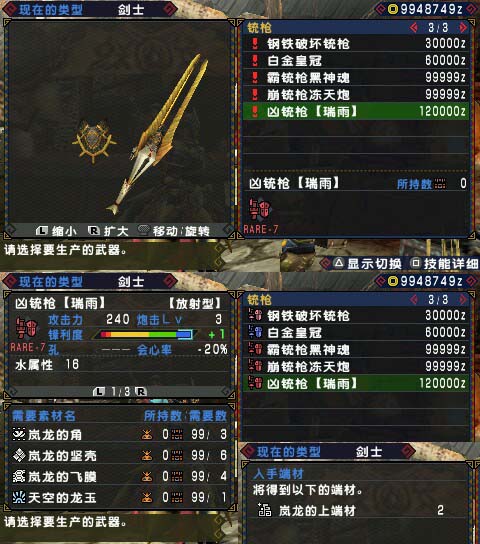 现在的类型 剑士
9948749z
铳枪 3/3
钢铁破坏铳枪 30000z
白金皇冠 60000z
霸铳枪黑神魂 99999z
崩铳枪冻天炮 99999z
凶铳枪【瑞雨】 120000z
凶铳枪【瑞雨】 所持数 0
RARE-7
L 缩小 R 扩大 移动/旋转
请选择要生产的武器。
△显示切换 □技能详细
现在的类型 剑士
9948749z
凶铳枪【瑞雨】 【放射型】
攻击力 240 炮击Lv 3
锋利度 +1
RARE-7
孔 --- 会心率 -20%
水属性 16
L 1/3 R
铳枪 3/3
钢铁破坏铳枪 30000z
白金皇冠 60000z
霸铳枪黑神魂 99999z
崩铳枪冻天炮 99999z
凶铳枪【瑞雨】 120000z
需要素材名 所持数/需要数
岚龙的角 0 99/ 3
岚龙的坚壳 0 99/ 6
岚龙的飞膜 0 99/ 4
天空的龙玉 0 99/ 1
请选择要生产的武器。
现在的类型 剑士
入手端材
将得到以下的端材。
岚龙的上端材 2